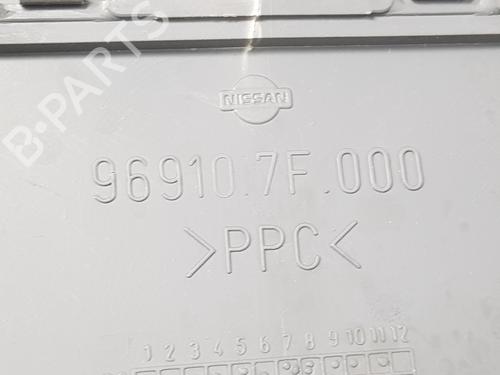 NISSAN
96910.7F.000
>PPC<
1 2 3 4 5 6 7 8 9 10 11 12
B-PARTS